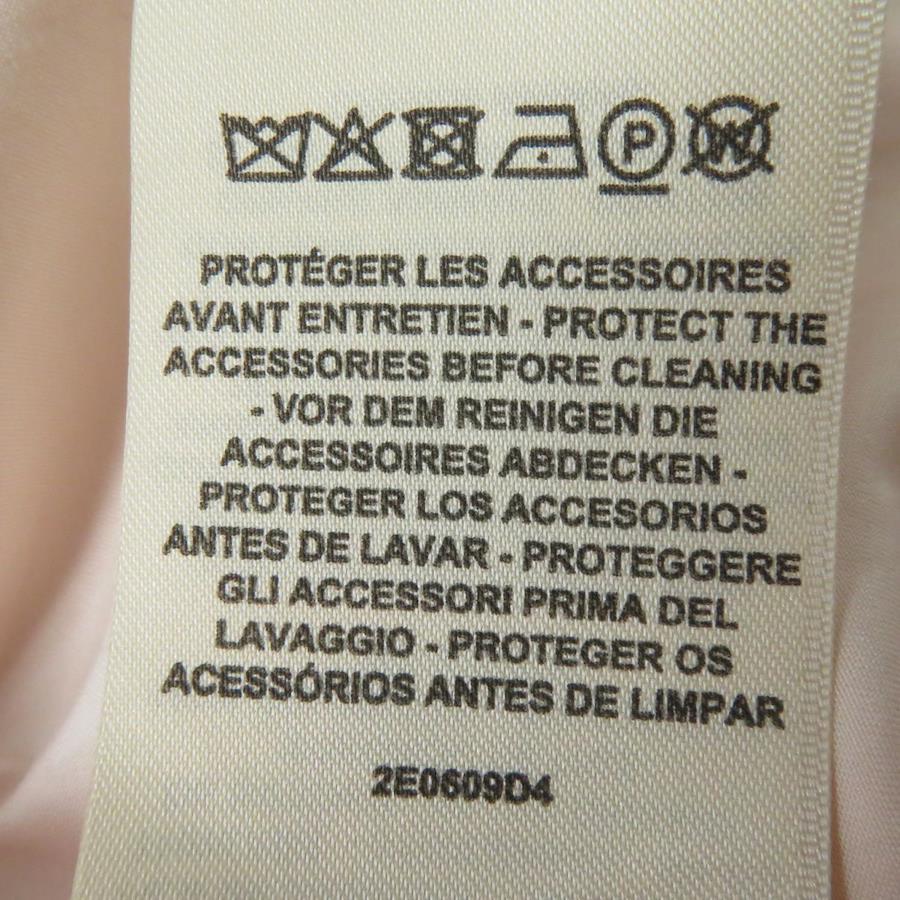 P W
PROTÉGER LES ACCESSOIRES
AVANT ENTRETIEN - PROTECT THE
ACCESSORIES BEFORE CLEANING
- VOR DEM REINIGEN DIE
ACCESSOIRES ABDECKEN -
PROTEGER LOS ACCESORIOS
ANTES DE LAVAR - PROTEGGERE
GLI ACCESSORI PRIMA DEL
LAVAGGIO - PROTEGER OS
ACESSÓRIOS ANTES DE LIMPAR
2E0609D4